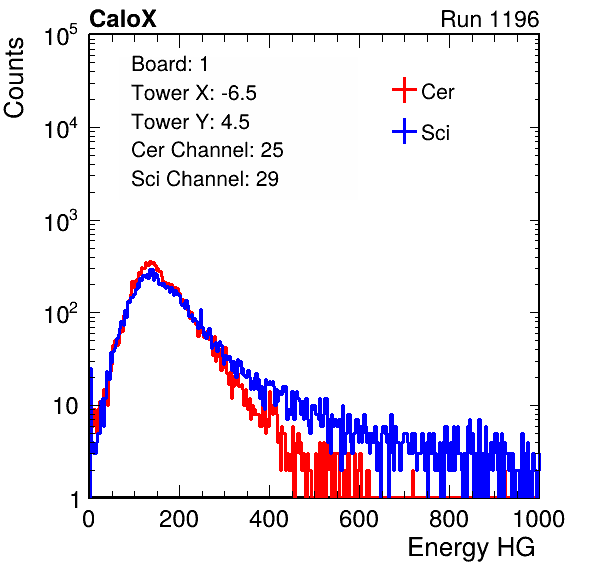 CaloX Run 1196
Counts
Board: 1
Tower X: -6.5
Tower Y: 4.5
Cer Channel: 25
Sci Channel: 29
Cer
Sci
10^5
10^4
10^3
10^2
10
1
0 200 400 600 800 1000
Energy HG